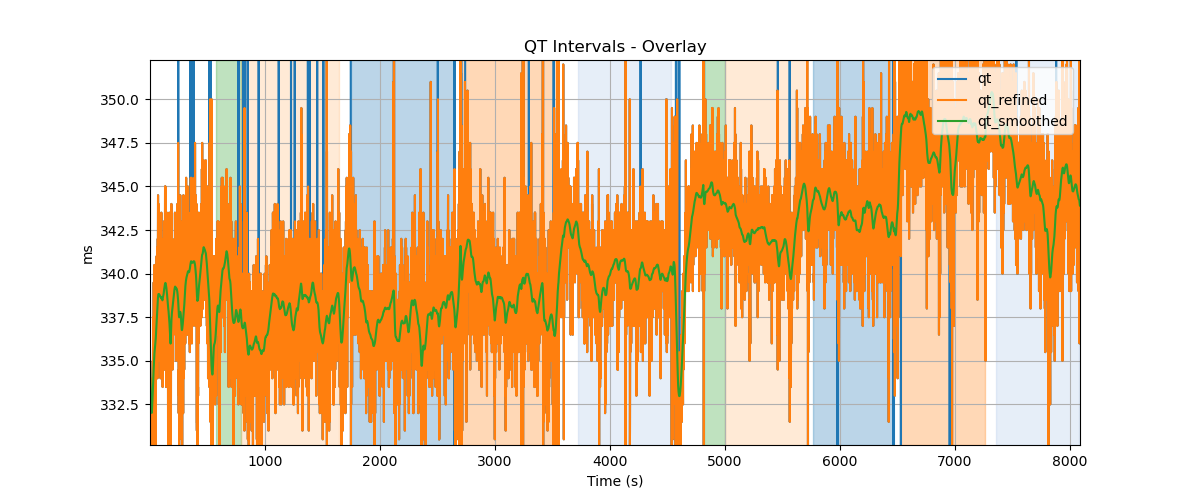 QT Intervals - Overlay
350.0
347.5
345.0
342.5
340.0
337.5
335.0
332.5
ms
qt
qt_refined
qt_smoothed
1000 2000 3000 4000 5000 6000 7000 8000
Time (s)